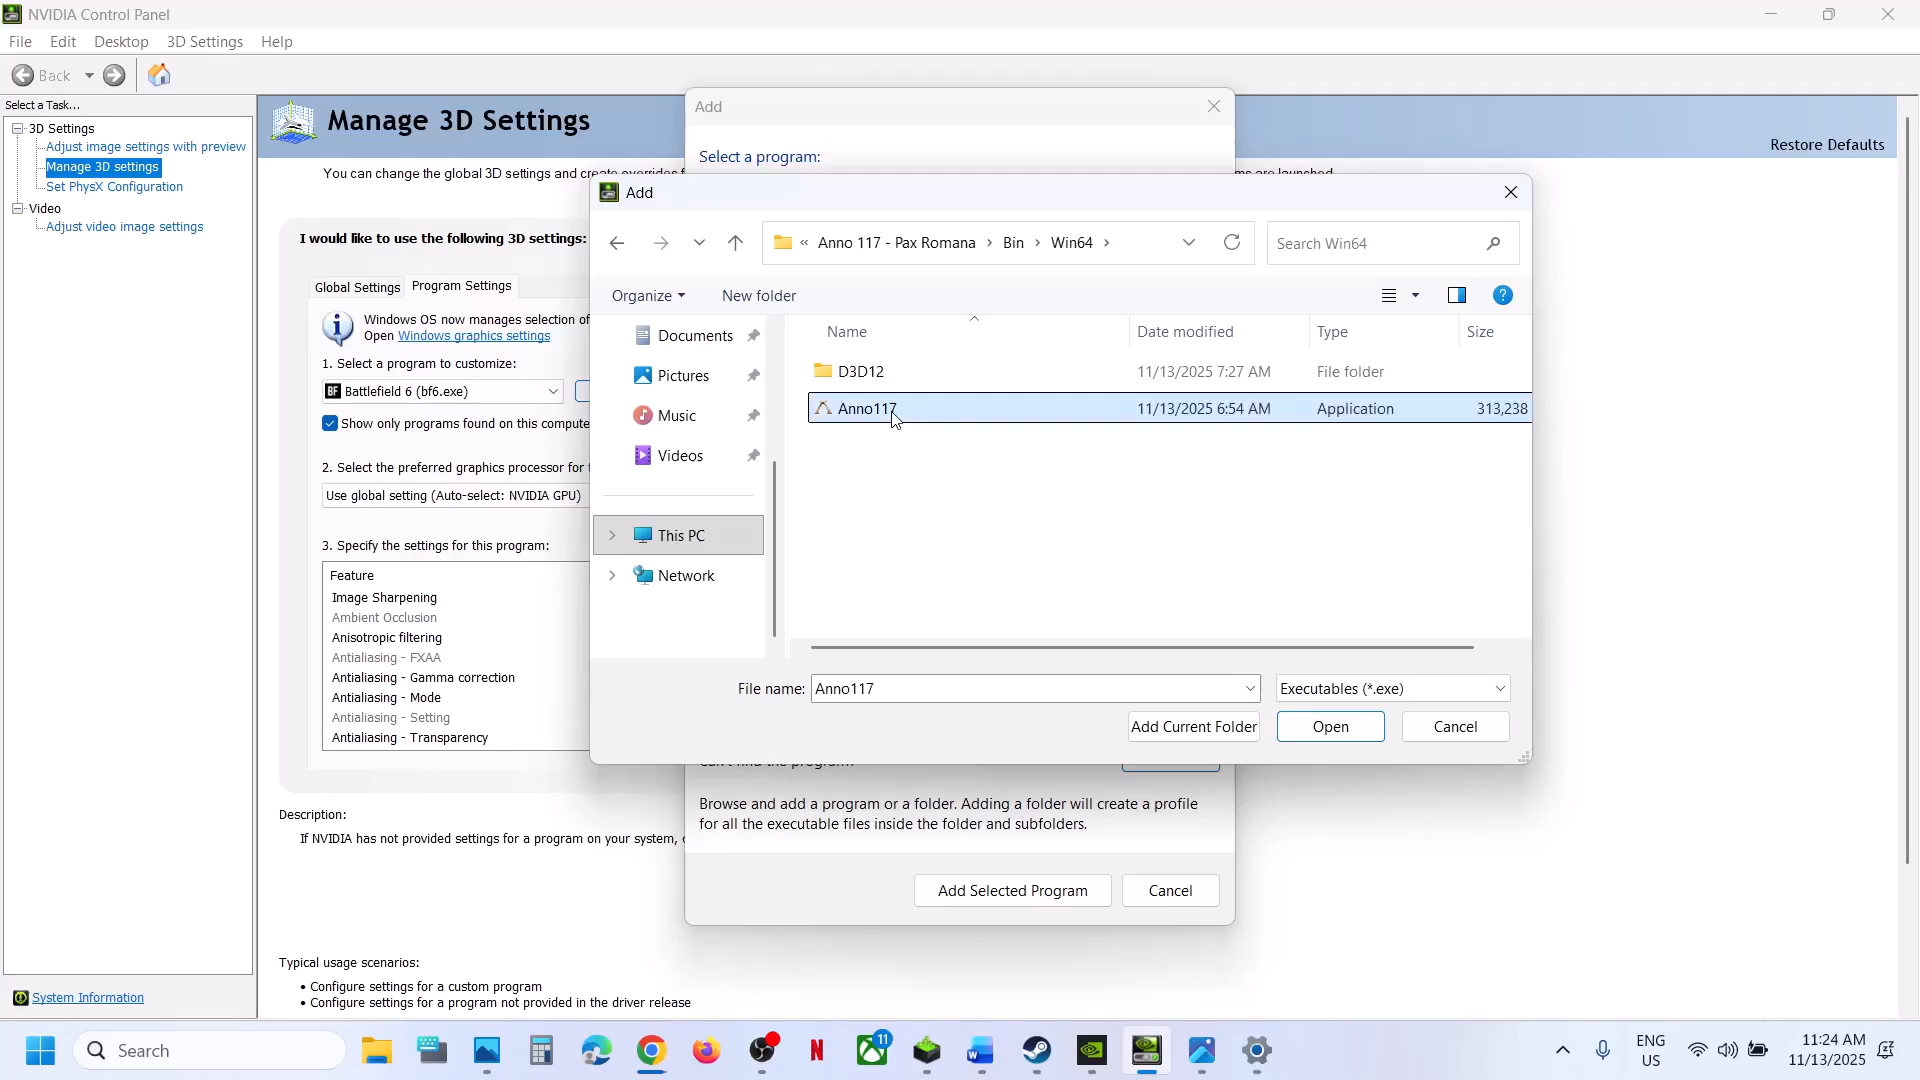 NVIDIA Control Panel
File Edit Desktop 3D Settings Help
Back
Select a Task...
3D Settings
Adjust image settings with preview
Manage 3D settings
Set PhysX Configuration
Video
Adjust video image settings
System Information
Manage 3D Settings
Restore Defaults
You can change the global 3D settings and create overrides f
ms are launched.
I would like to use the following 3D settings:
Global Settings Program Settings
Windows OS now manages selection of
Open Windows graphics settings
1. Select a program to customize:
BF Battlefield 6 (bf6.exe)
Show only programs found on this compute
2. Select the preferred graphics processor for
Use global setting (Auto-select: NVIDIA GPU)
3. Specify the settings for this program:
Feature
Image Sharpening
Ambient Occlusion
Anisotropic filtering
Antialiasing - FXAA
Antialiasing - Gamma correction
Antialiasing - Mode
Antialiasing - Setting
Antialiasing - Transparency
Description:
If NVIDIA has not provided settings for a program on your system,
Typical usage scenarios:
• Configure settings for a custom program
• Configure settings for a program not provided in the driver release
Add
Select a program:
Add
« Anno 117 - Pax Romana > Bin > Win64 >
Search Win64
Organize New folder
Documents
Pictures
Music
Videos
This PC
Network
Name Date modified Type Size
D3D12 11/13/2025 7:27 AM File folder
Anno117 11/13/2025 6:54 AM Application 313,238
File name: Anno117 Executables (*.exe)
Add Current Folder Open Cancel
Can't find the program?
Browse and add a program or a folder. Adding a folder will create a profile
for all the executable files inside the folder and subfolders.
Add Selected Program Cancel
Search
N
11
W
ENG
US
11:24 AM
11/13/2025